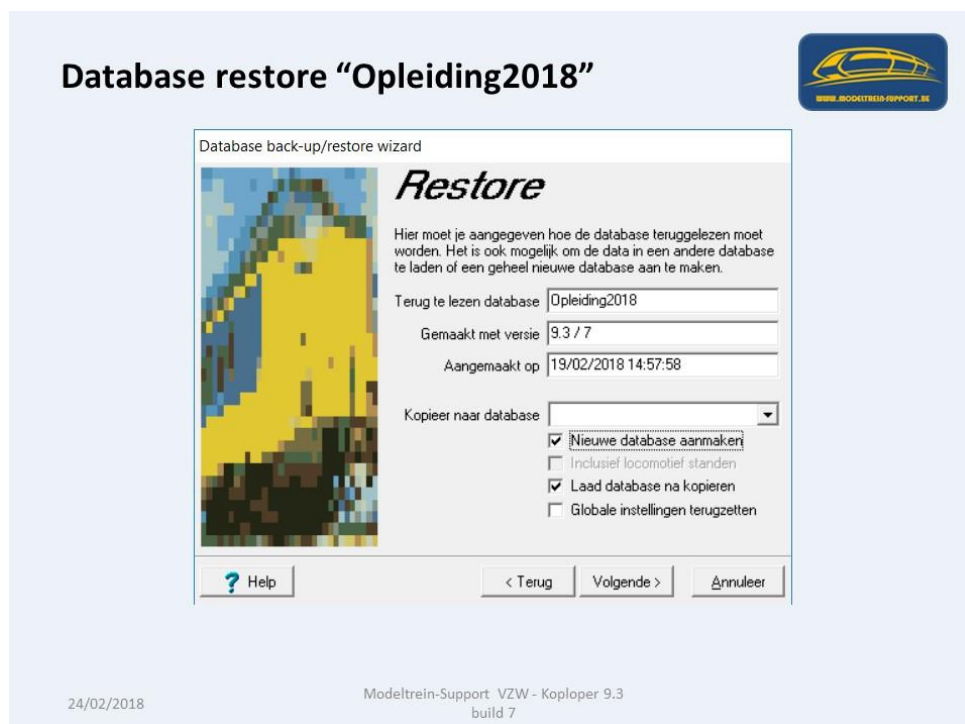 Database restore “Opleiding2018”
WWW.MODELTREIN-SUPPORT.BE
Database back-up/restore wizard
Restore
Hier moet je aangegeven hoe de database teruggelezen moet
worden. Het is ook mogelijk om de data in een andere database
te laden of een geheel nieuwe database aan te maken.
Terug te lezen database Opleiding2018
Gemaakt met versie 9.3 / 7
Aangemaakt op 19/02/2018 14:57:58
Kopieer naar database
Nieuwe database aanmaken
Inclusief locomotief standen
Laad database na kopieren
Globale instellingen terugzetten
? Help
< Terug
Volgende >
Annuleer
24/02/2018
Modeltrein-Support VZW - Koploper 9.3
build 7